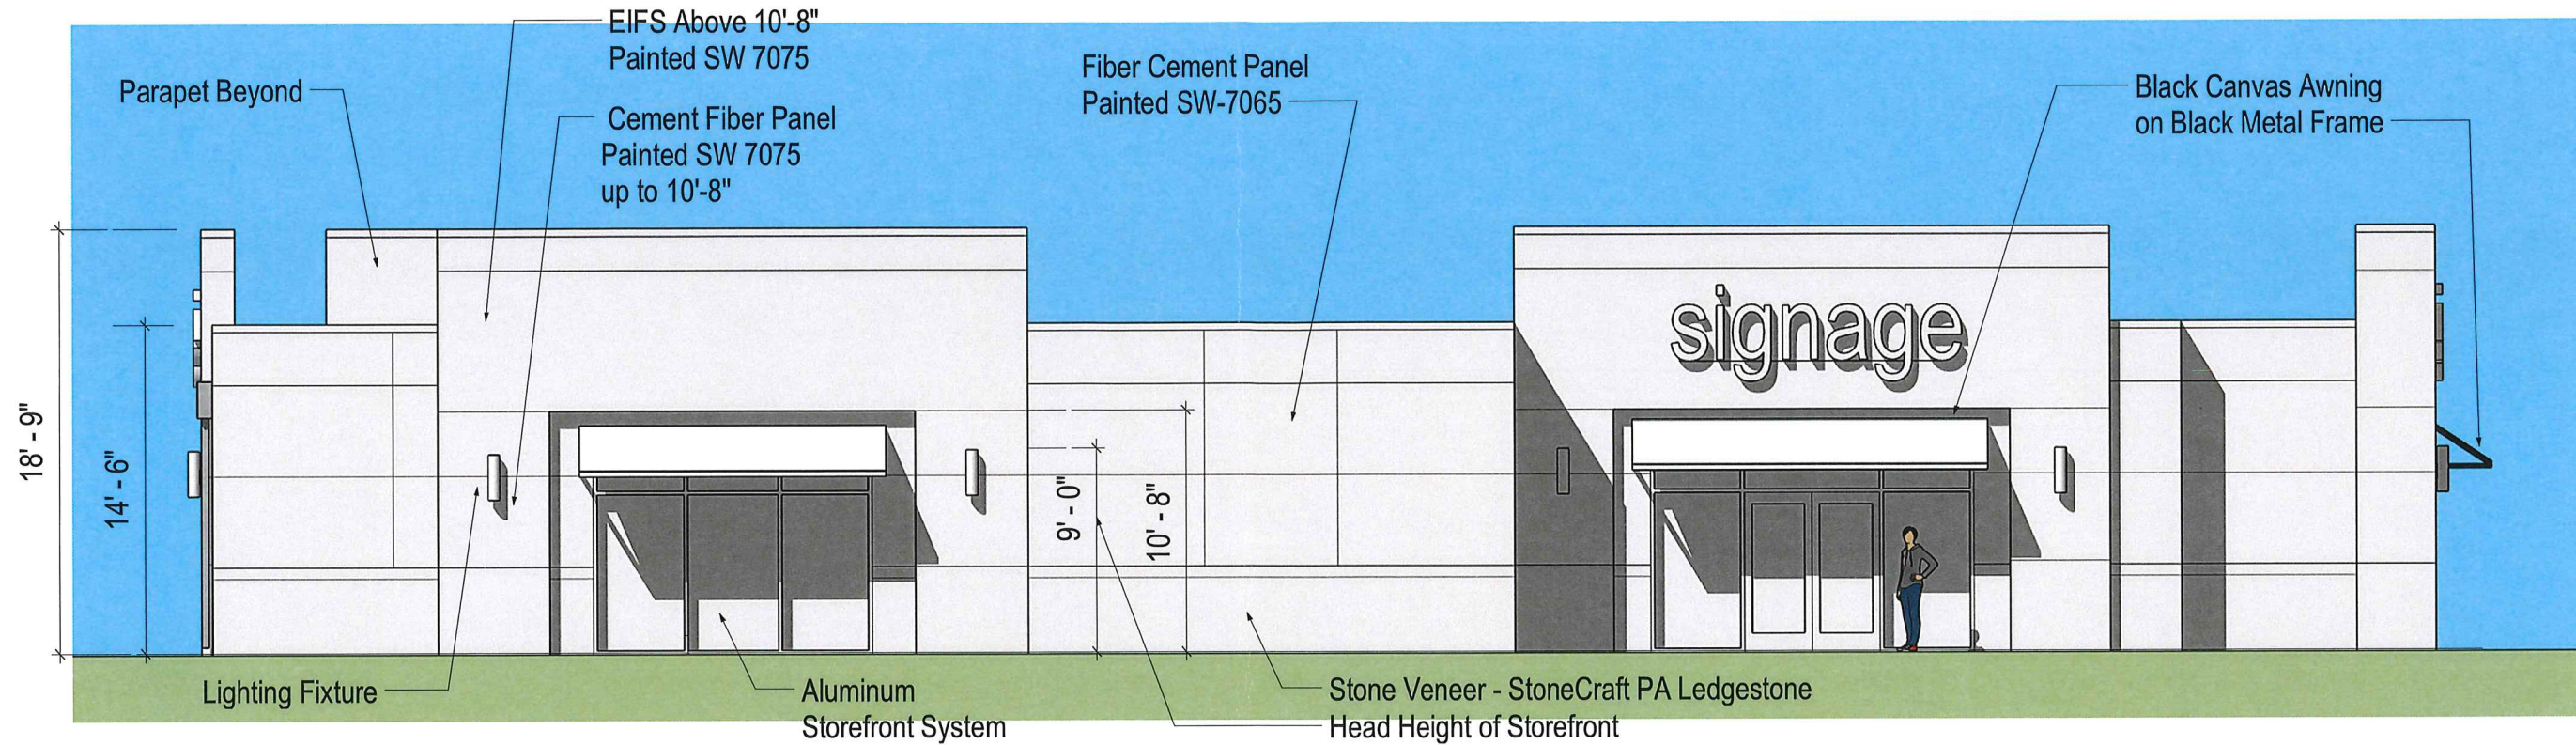 EIFS Above 10'-8"
Painted SW 7075
Parapet Beyond
Cement Fiber Panel
Painted SW 7075
up to 10'-8"
Fiber Cement Panel
Painted SW-7065
Black Canvas Awning
on Black Metal Frame
signage
18' - 9"
14' - 6"
9' - 0"
10' - 8"
Lighting Fixture
Aluminum
Storefront System
Stone Veneer - StoneCraft PA Ledgestone
Head Height of Storefront